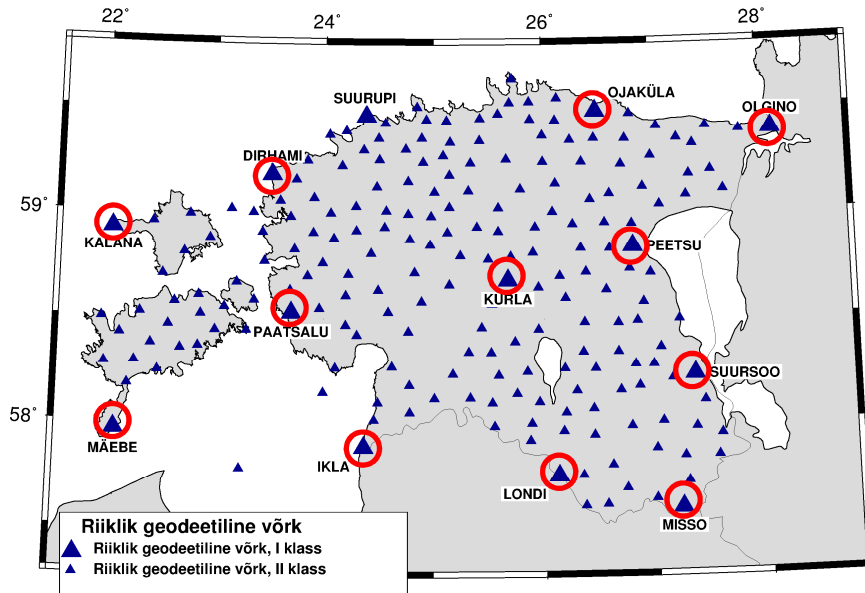 22° 24° 26° 28°
SUURUPI
OJAKÜLA
OLGINO
DIRHAMI
59°
KALANA
PEETSU
KURLA
PAATSALU
SUURSOO
58°
MÄEBE
IKLA
LONDI
MISSO
Riiklik geodeetiline võrk
Riiklik geodeetiline võrk, I klass
Riiklik geodeetiline võrk, II klass